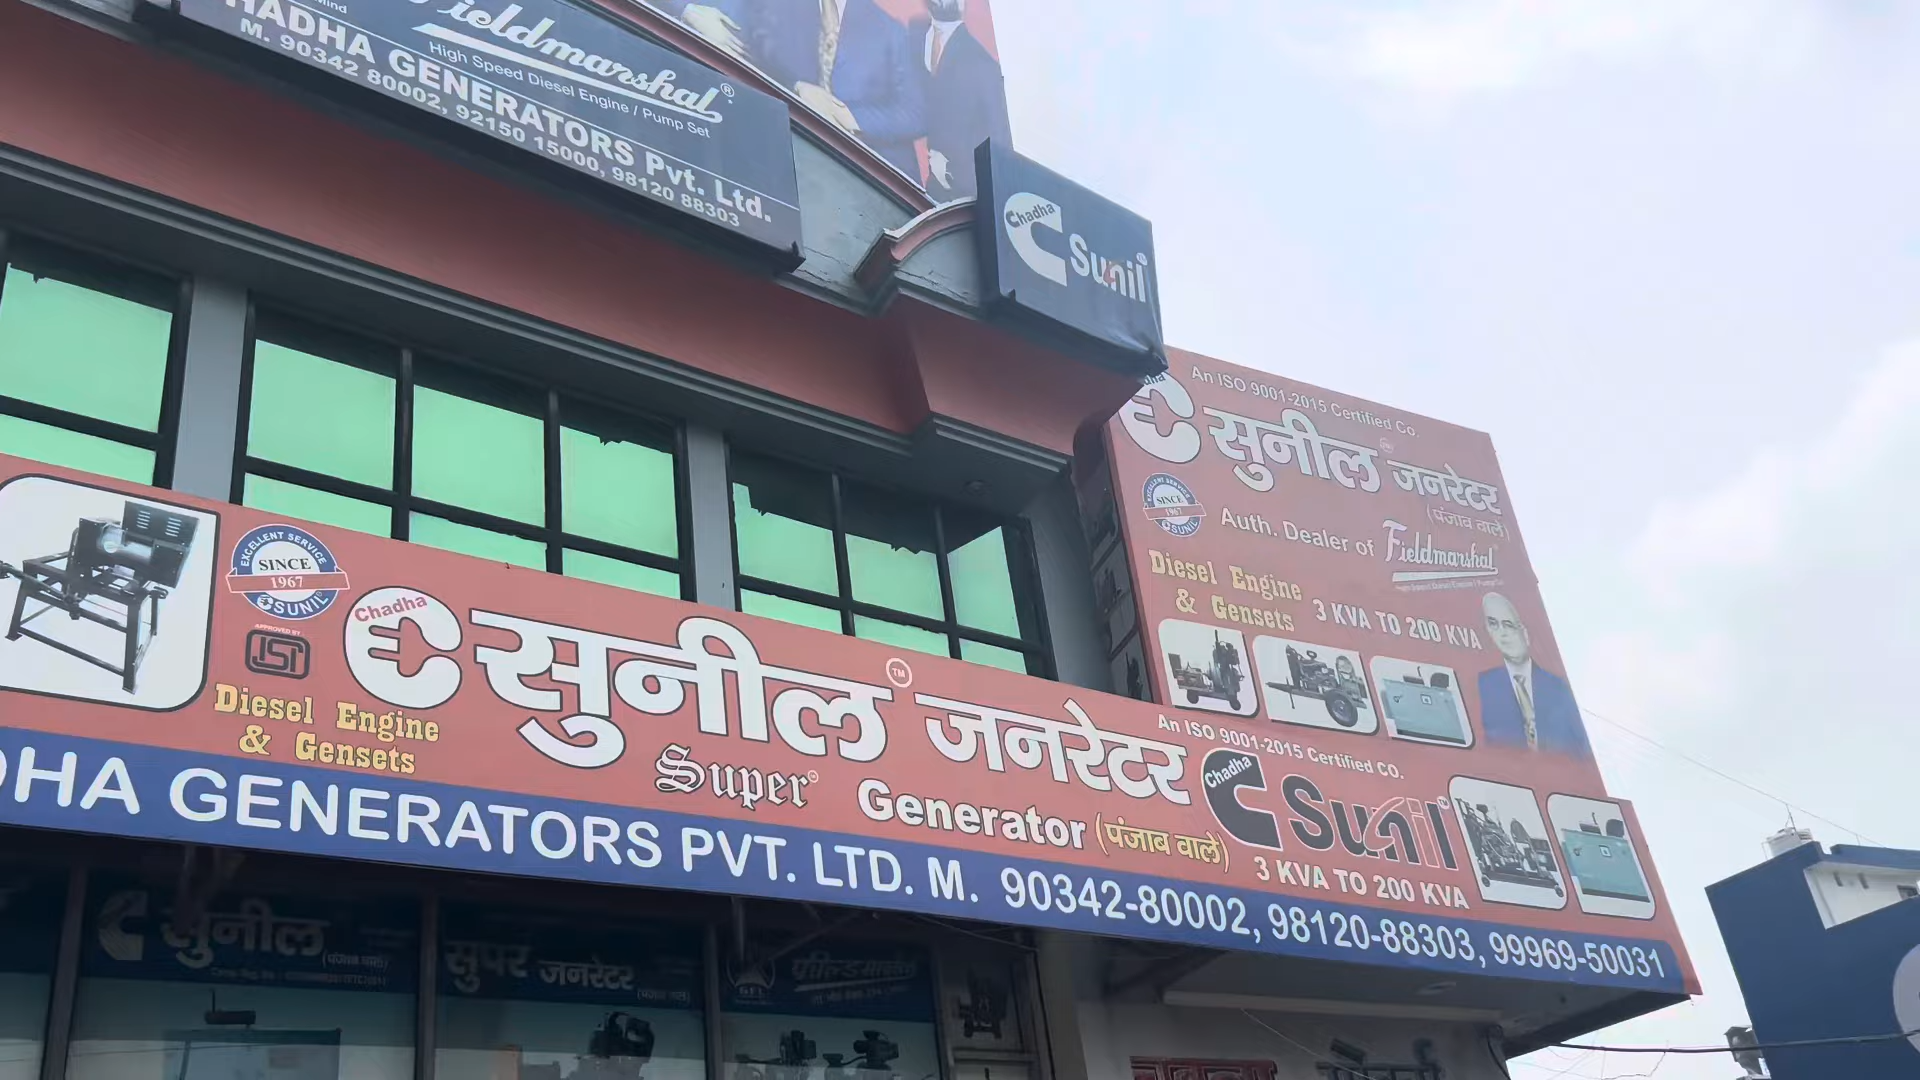 Fieldmarshal®
High Speed Diesel Engine / Pump Set
HADHA GENERATORS Pvt. Ltd.
M. 90342 80002, 92150 15000, 98120 88303
Chadha
Sunil
An ISO 9001-2015 Certified Co.
सुनील जनरेटर
(पंजाब वाले)
EXCELLENT SERVICE
SINCE
1967
SUNIL
Auth. Dealer of Fieldmarshal
Diesel Engine
& Gensets
3 KVA TO 200 KVA
EXCELLENT SERVICE
SINCE
1967
SUNIL
APPROVED BY
ISI
Diesel Engine
& Gensets
Chadha
सुनील™ जनरेटर
Super Generator (पंजाब वाले)
An ISO 9001-2015 Certified CO.
Chadha
Sunil
3 KVA TO 200 KVA
DHA GENERATORS PVT. LTD. M. 90342-80002, 98120-88303, 99969-50031
सुनील
(पंजाब वाले)
सुपर जनरेटर
(पंजाब वाले)
फील्डमार्शल